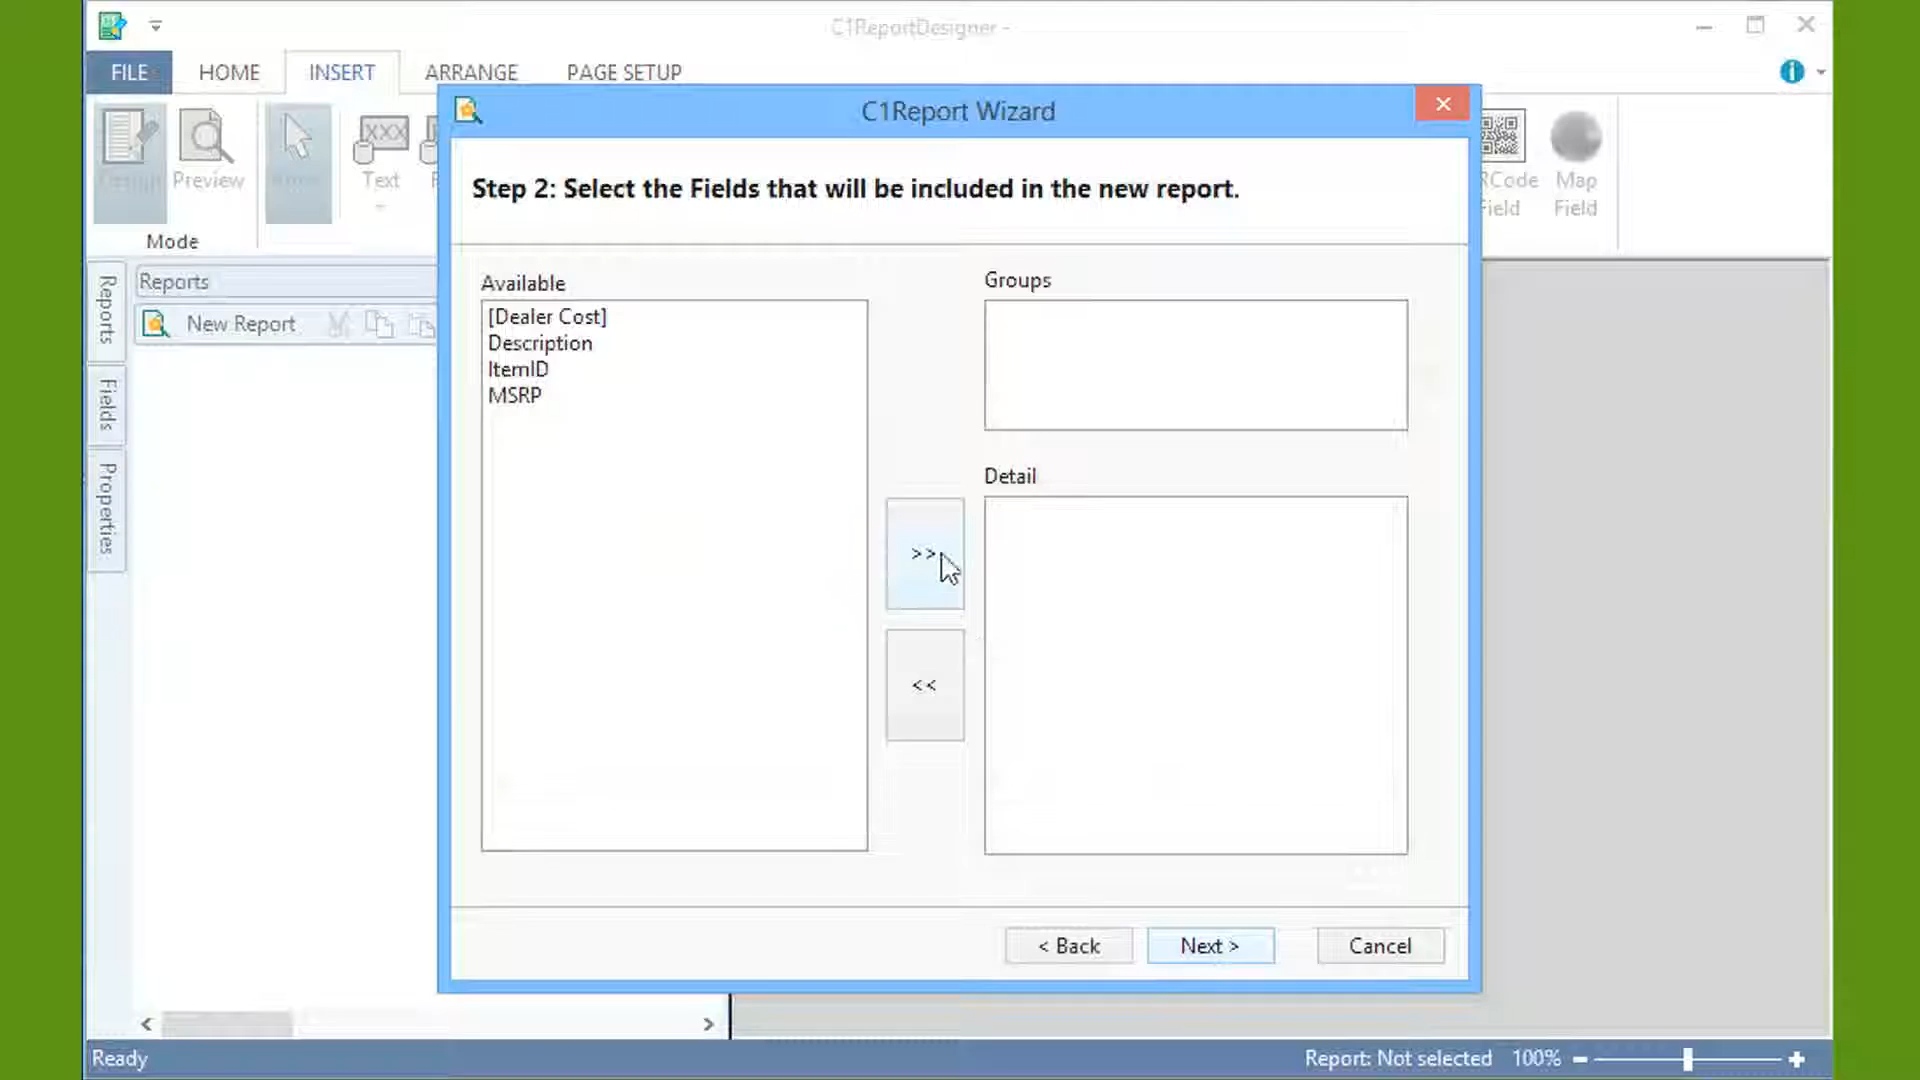 C1ReportDesigner -
FILE HOME INSERT ARRANGE PAGE SETUP
C1Report Wizard
Preview
Text
Map
Field
Mode
Step 2: Select the Fields that will be included in the new report.
Reports
Reports
New Report
Fields
Properties
Available
[Dealer Cost]
Description
ItemID
MSRP
Groups
Detail
>>
<<
< Back Next > Cancel
Ready
Report: Not selected 100%